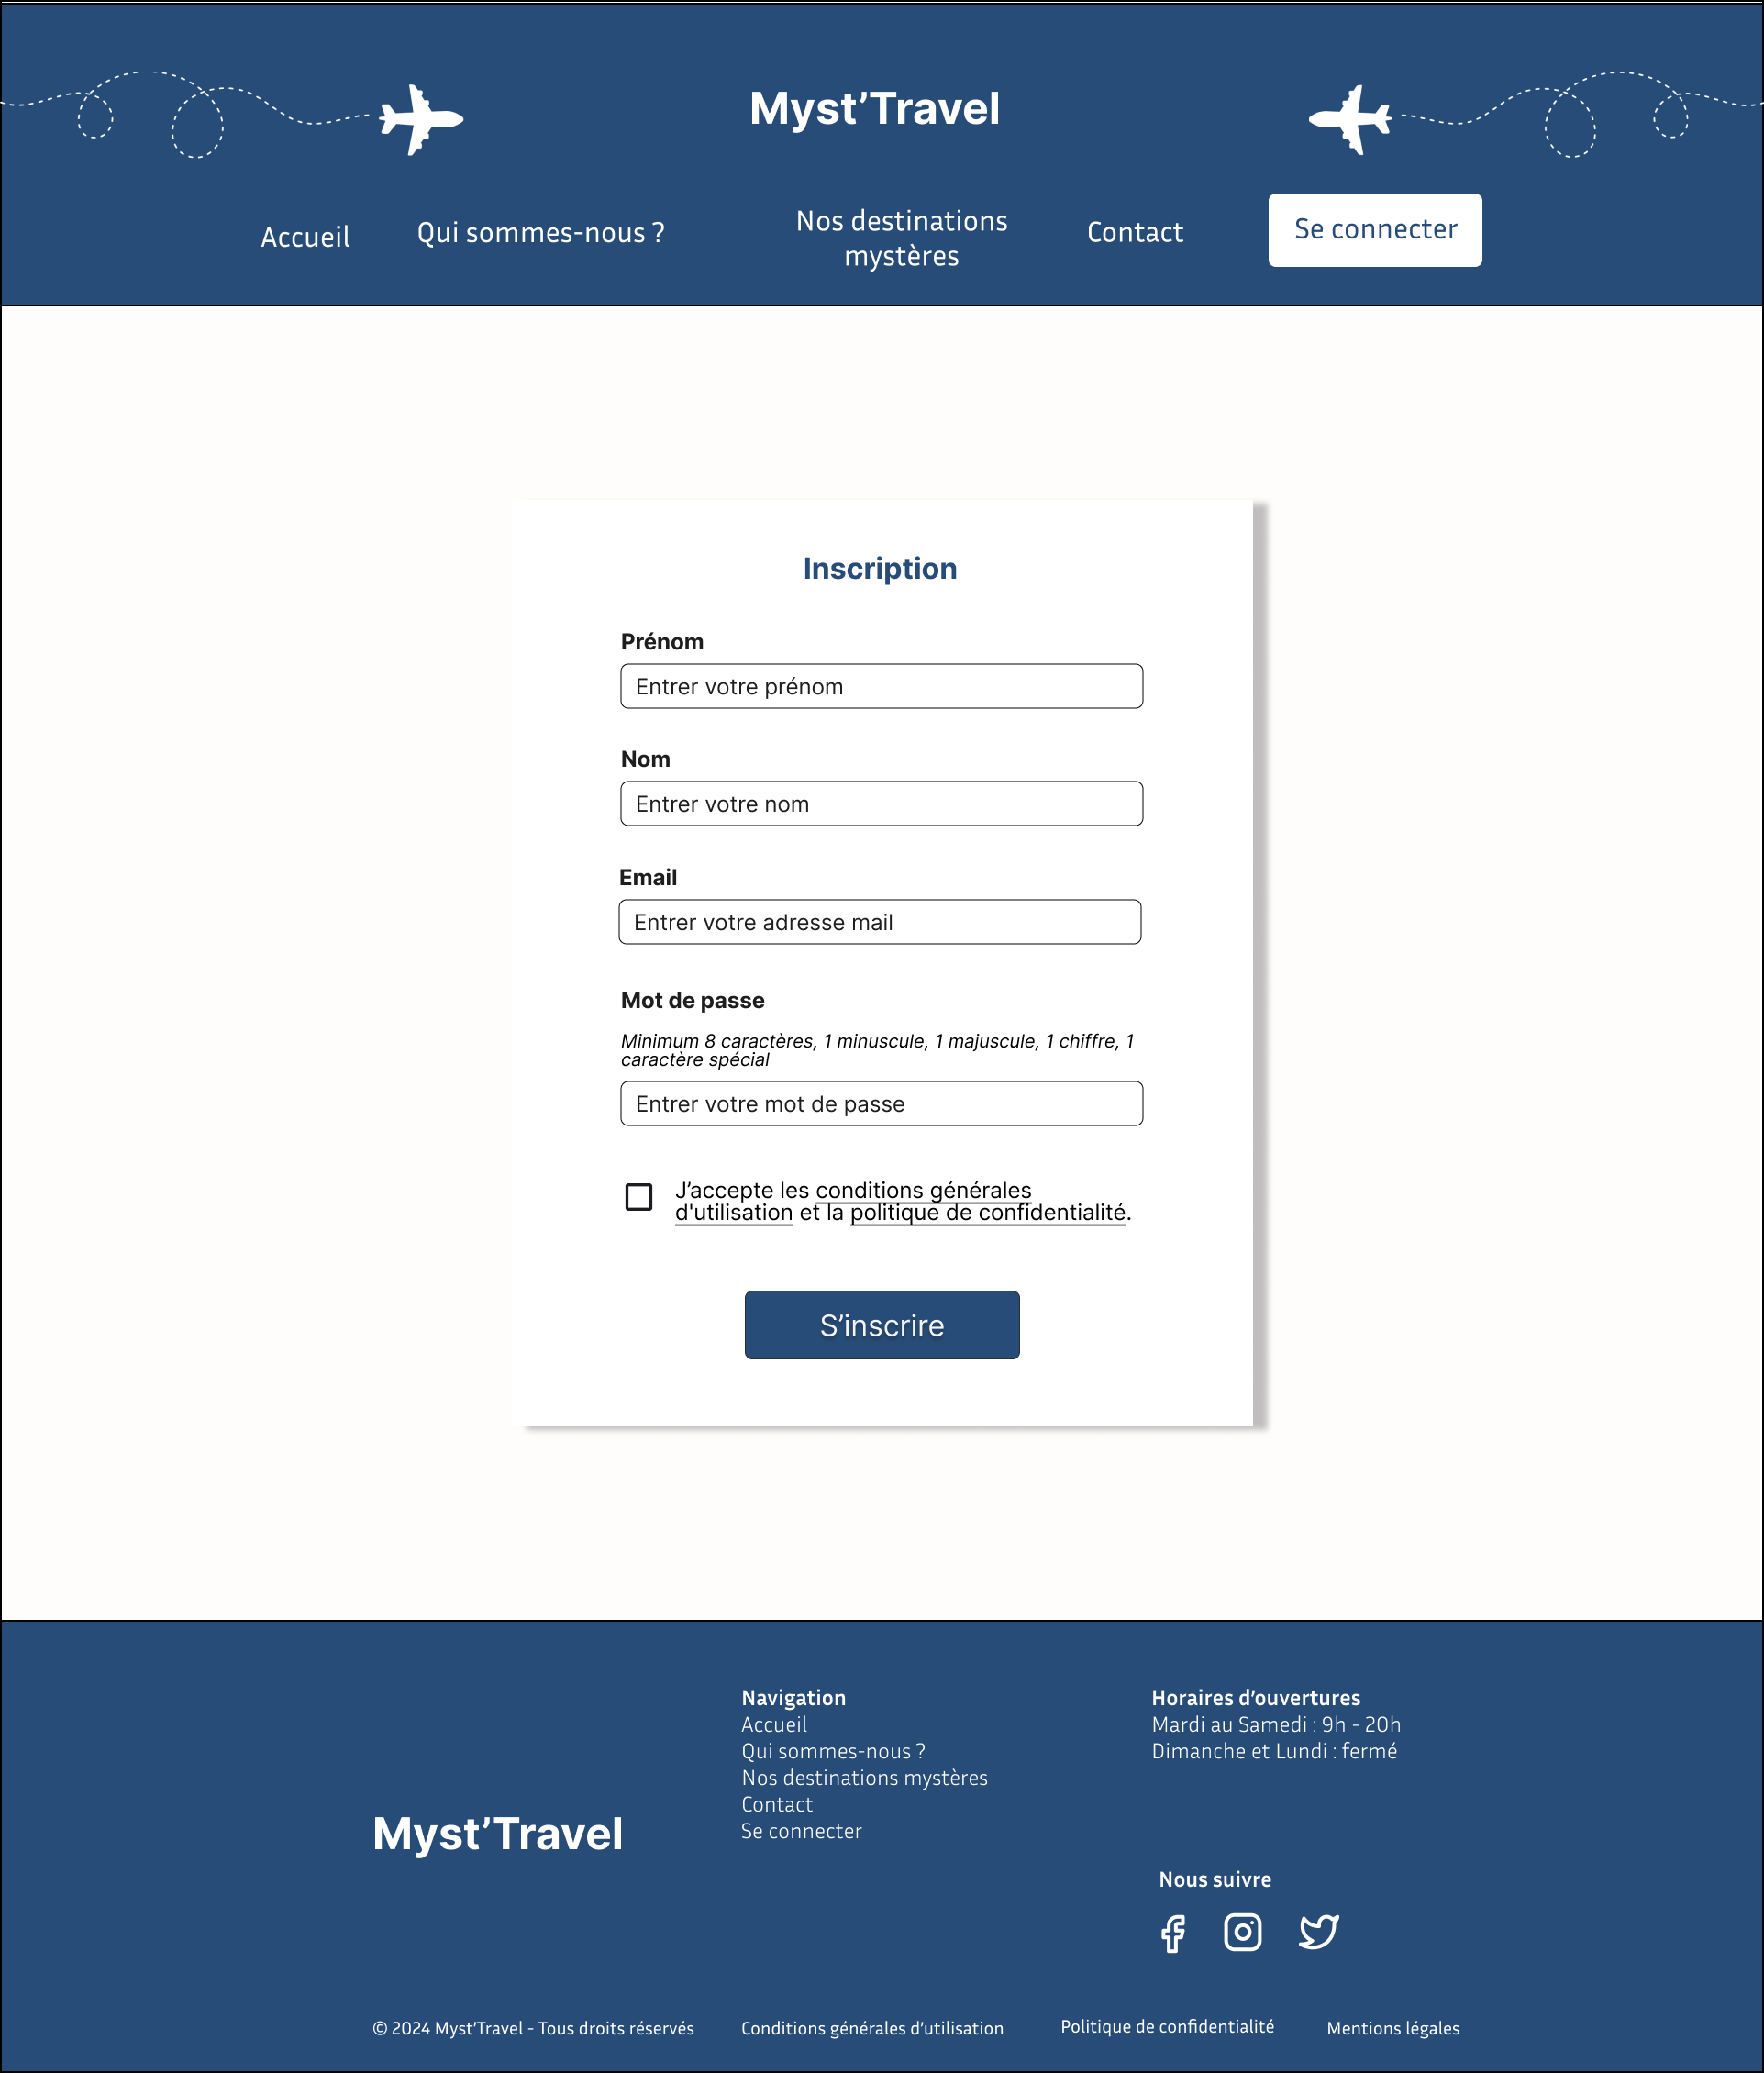 Myst’Travel
Accueil
Qui sommes-nous ?
Nos destinations
mystères
Contact
Se connecter
Inscription
Prénom
Entrer votre prénom
Nom
Entrer votre nom
Email
Entrer votre adresse mail
Mot de passe
Minimum 8 caractères, 1 minuscule, 1 majuscule, 1 chiffre, 1
caractère spécial
Entrer votre mot de passe
J’accepte les conditions générales
d'utilisation et la politique de confidentialité.
S’inscrire
Myst’Travel
Navigation
Accueil
Qui sommes-nous ?
Nos destinations mystères
Contact
Se connecter
Horaires d’ouvertures
Mardi au Samedi : 9h - 20h
Dimanche et Lundi : fermé
Nous suivre
© 2024 Myst’Travel - Tous droits réservés
Conditions générales d’utilisation
Politique de confidentialité
Mentions légales